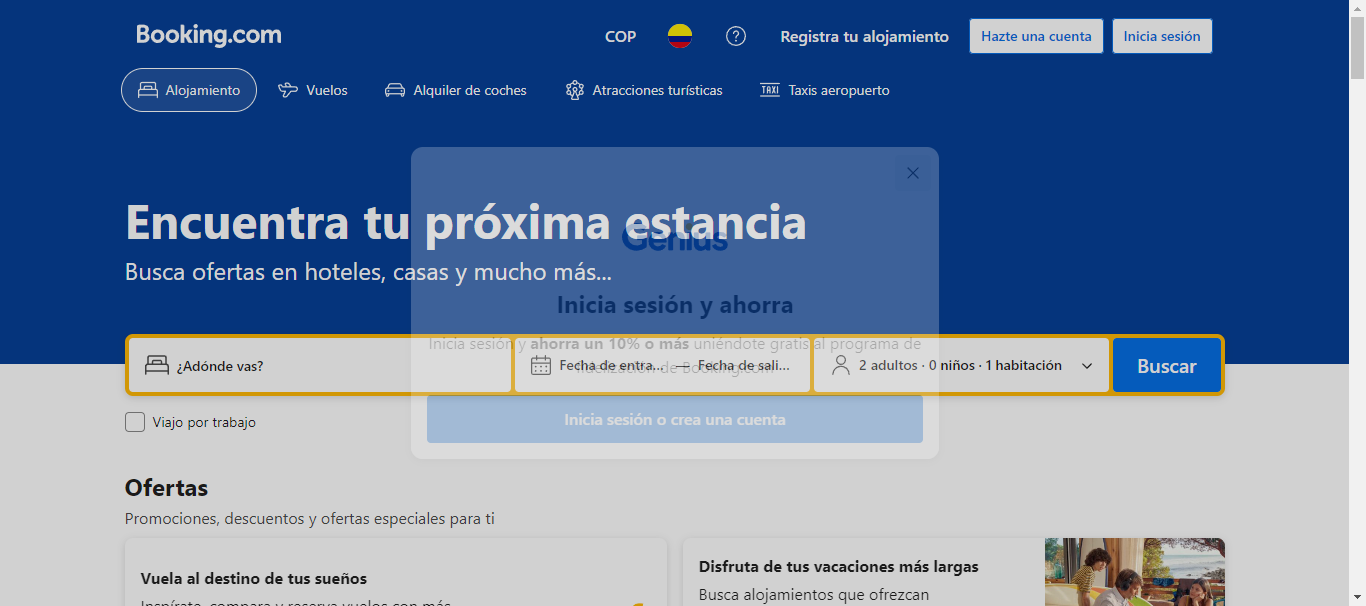 Booking.com
COP
Registra tu alojamiento
Hazte una cuenta
Inicia sesión
Alojamiento
Vuelos
Alquiler de coches
Atracciones turísticas
TAXI
Taxis aeropuerto
Encuentra tu próxima estancia
Busca ofertas en hoteles, casas y mucho más...
Genius
Inicia sesión y ahorra
Inicia sesión y ahorra un 10% o más uniéndote gratis al programa de
fidelización de Booking.com
¿Adónde vas?
Fecha de entra... — Fecha de sali...
2 adultos · 0 niños · 1 habitación
Buscar
Inicia sesión o crea una cuenta
Viajo por trabajo
Ofertas
Promociones, descuentos y ofertas especiales para ti
Vuela al destino de tus sueños
Inspírate, compara y reserva vuelos con más
Disfruta de tus vacaciones más largas
Busca alojamientos que ofrezcan